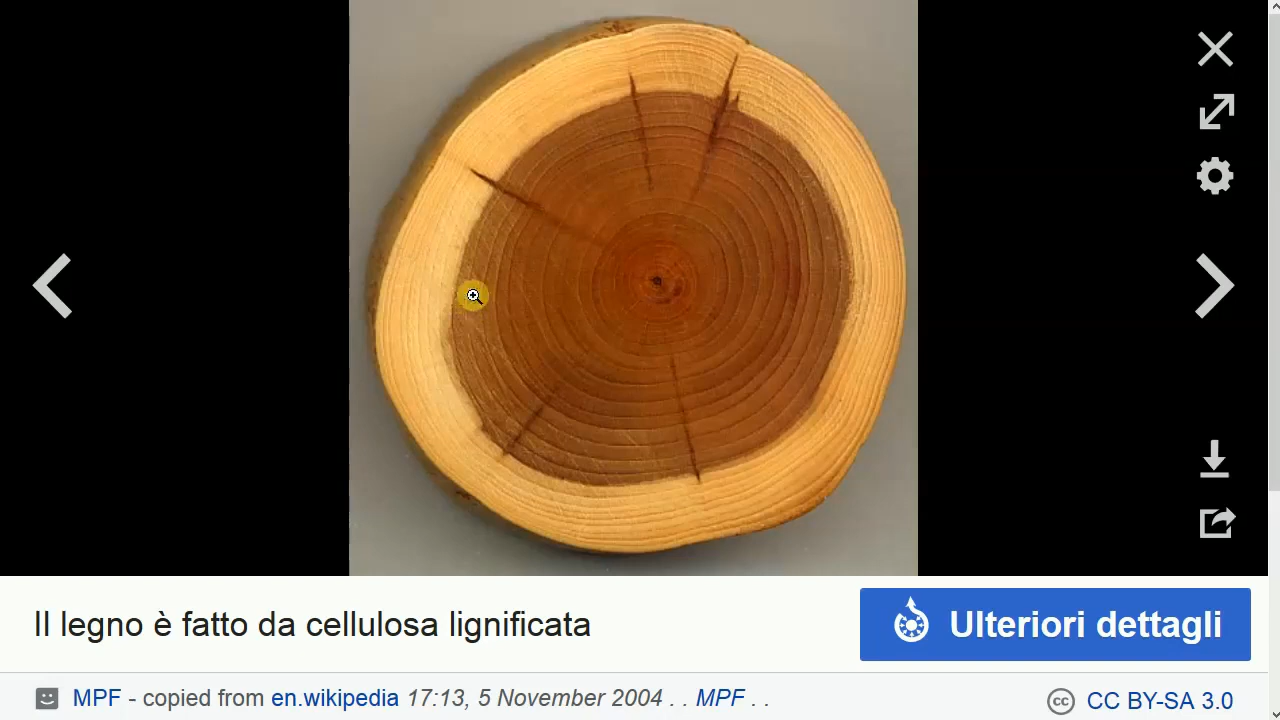 Il legno è fatto da cellulosa lignificata
Ulteriori dettagli
MPF - copied from en.wikipedia 17:13, 5 November 2004 . . MPF . .
cc CC BY-SA 3.0